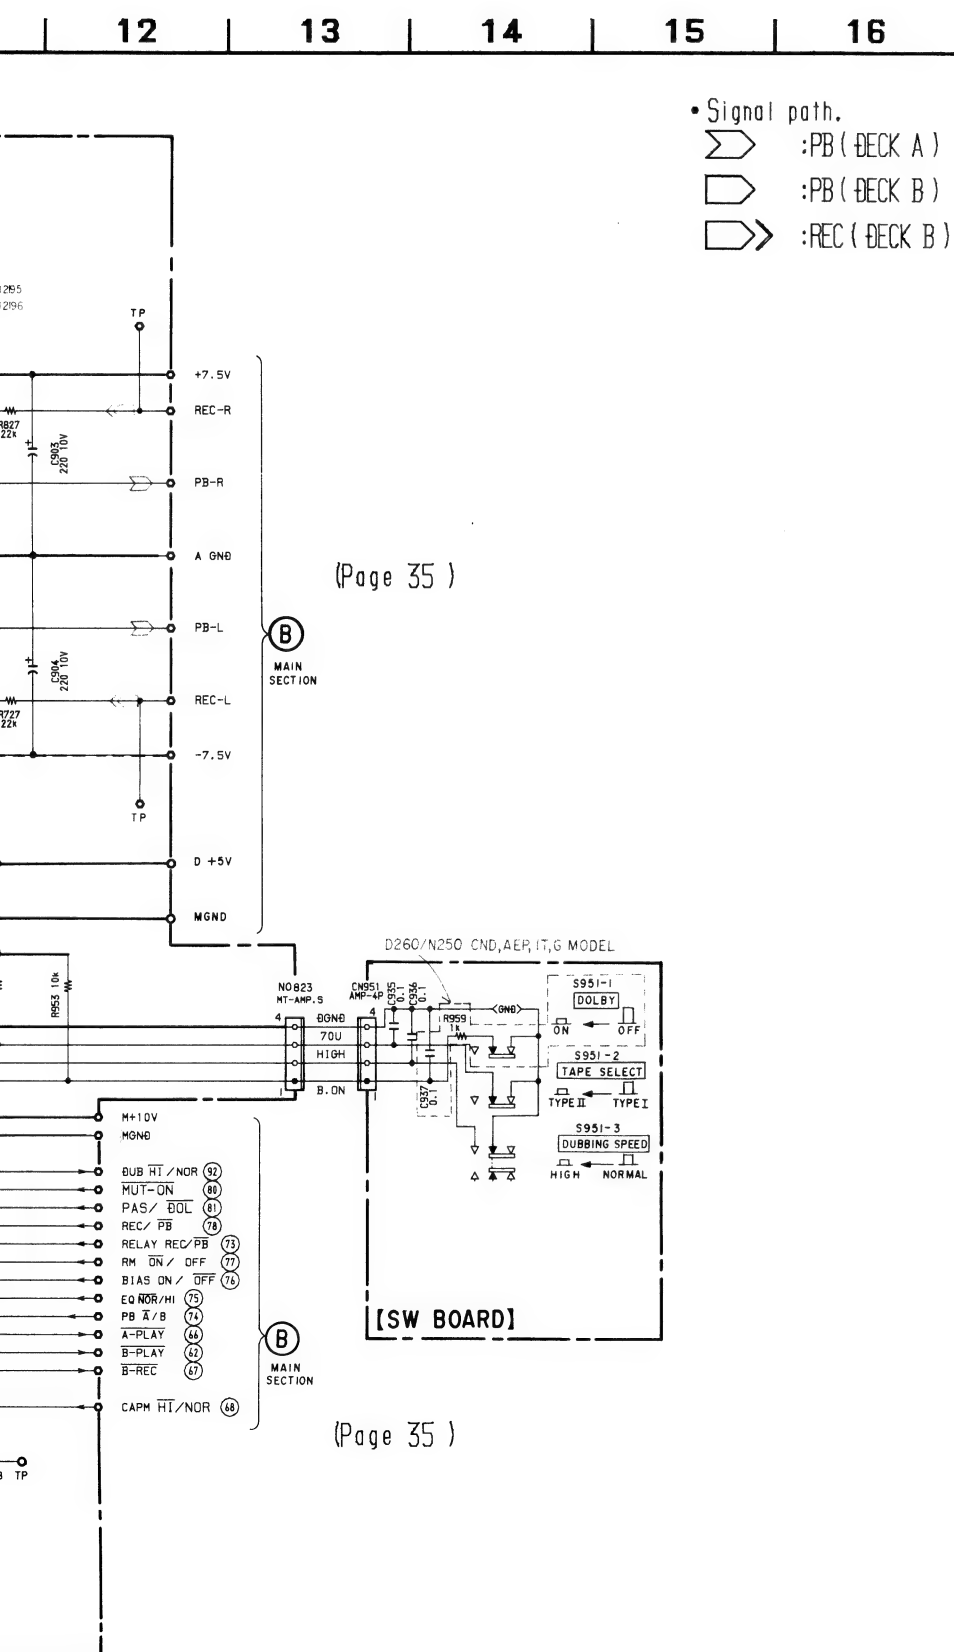 12 13 14 15 16
• Signal path.
:PB (DECK A)
:PB (DECK B)
:REC (DECK B)
TP
+7.5V
REC-R
22k
C903
220 10V
PB-R
A GND
(Page 35)
PB-L
B
MAIN
SECTION
C904
220 10V
REC-L
22k
-7.5V
TP
D +5V
MGND
D260/N250 CND,AEP,IT,G MODEL
R953 10k
NO823
MT-AMP.S
CN951
AMP-4P
C935
0.1
C936
0.1
4
DGND
70U
HIGH
B.ON
1
4
1
R959
1k
(GND)
C937
0.1
S951-1
DOLBY
ON OFF
S951-2
TAPE SELECT
TYPE II TYPE I
S951-3
DUBBING SPEED
HIGH NORMAL
[SW BOARD]
M+10V
MGND
DUB HI/NOR 92
MUT-ON 80
PAS/DOL 81
REC/PB 78
RELAY REC/PB 73
RM ON/OFF 77
BIAS ON/OFF 76
EQ NOR/HI 75
PB A/B 74
A-PLAY 66
B-PLAY 62
B-REC 67
CAPM HI/NOR 68
B
MAIN
SECTION
(Page 35)
TP